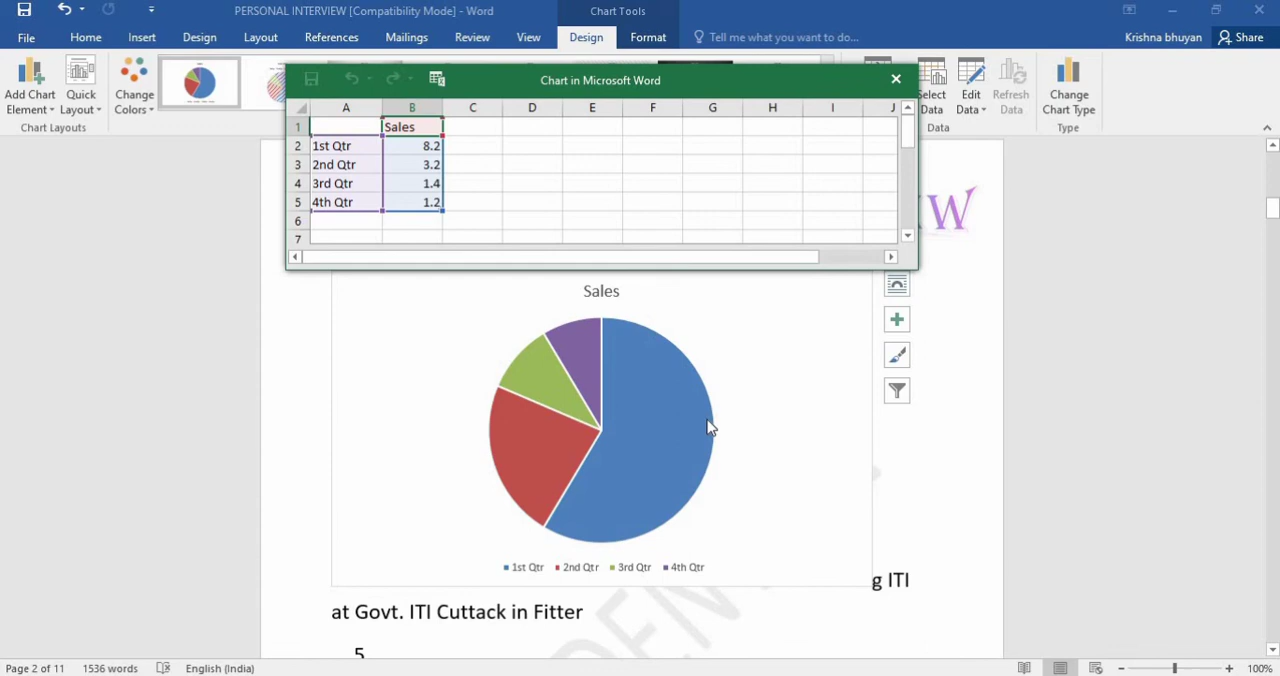 PERSONAL INTERVIEW [Compatibility Mode] - Word
Chart Tools
File Home Insert Design Layout References Mailings Review View Design Format Tell me what you want to do... Krishna bhuyan Share
Add Chart Element Quick Layout Change Colors
Chart Layouts
Select Data Edit Data Refresh Data Change Chart Type
Data Type
Chart in Microsoft Word
A B C D E F G H I J
1 Sales
2 1st Qtr 8.2
3 2nd Qtr 3.2
4 3rd Qtr 1.4
5 4th Qtr 1.2
6
7
W
Sales
1st Qtr 2nd Qtr 3rd Qtr 4th Qtr
g ITI
at Govt. ITI Cuttack in Fitter
5
Page 2 of 11 1536 words English (India) 100%